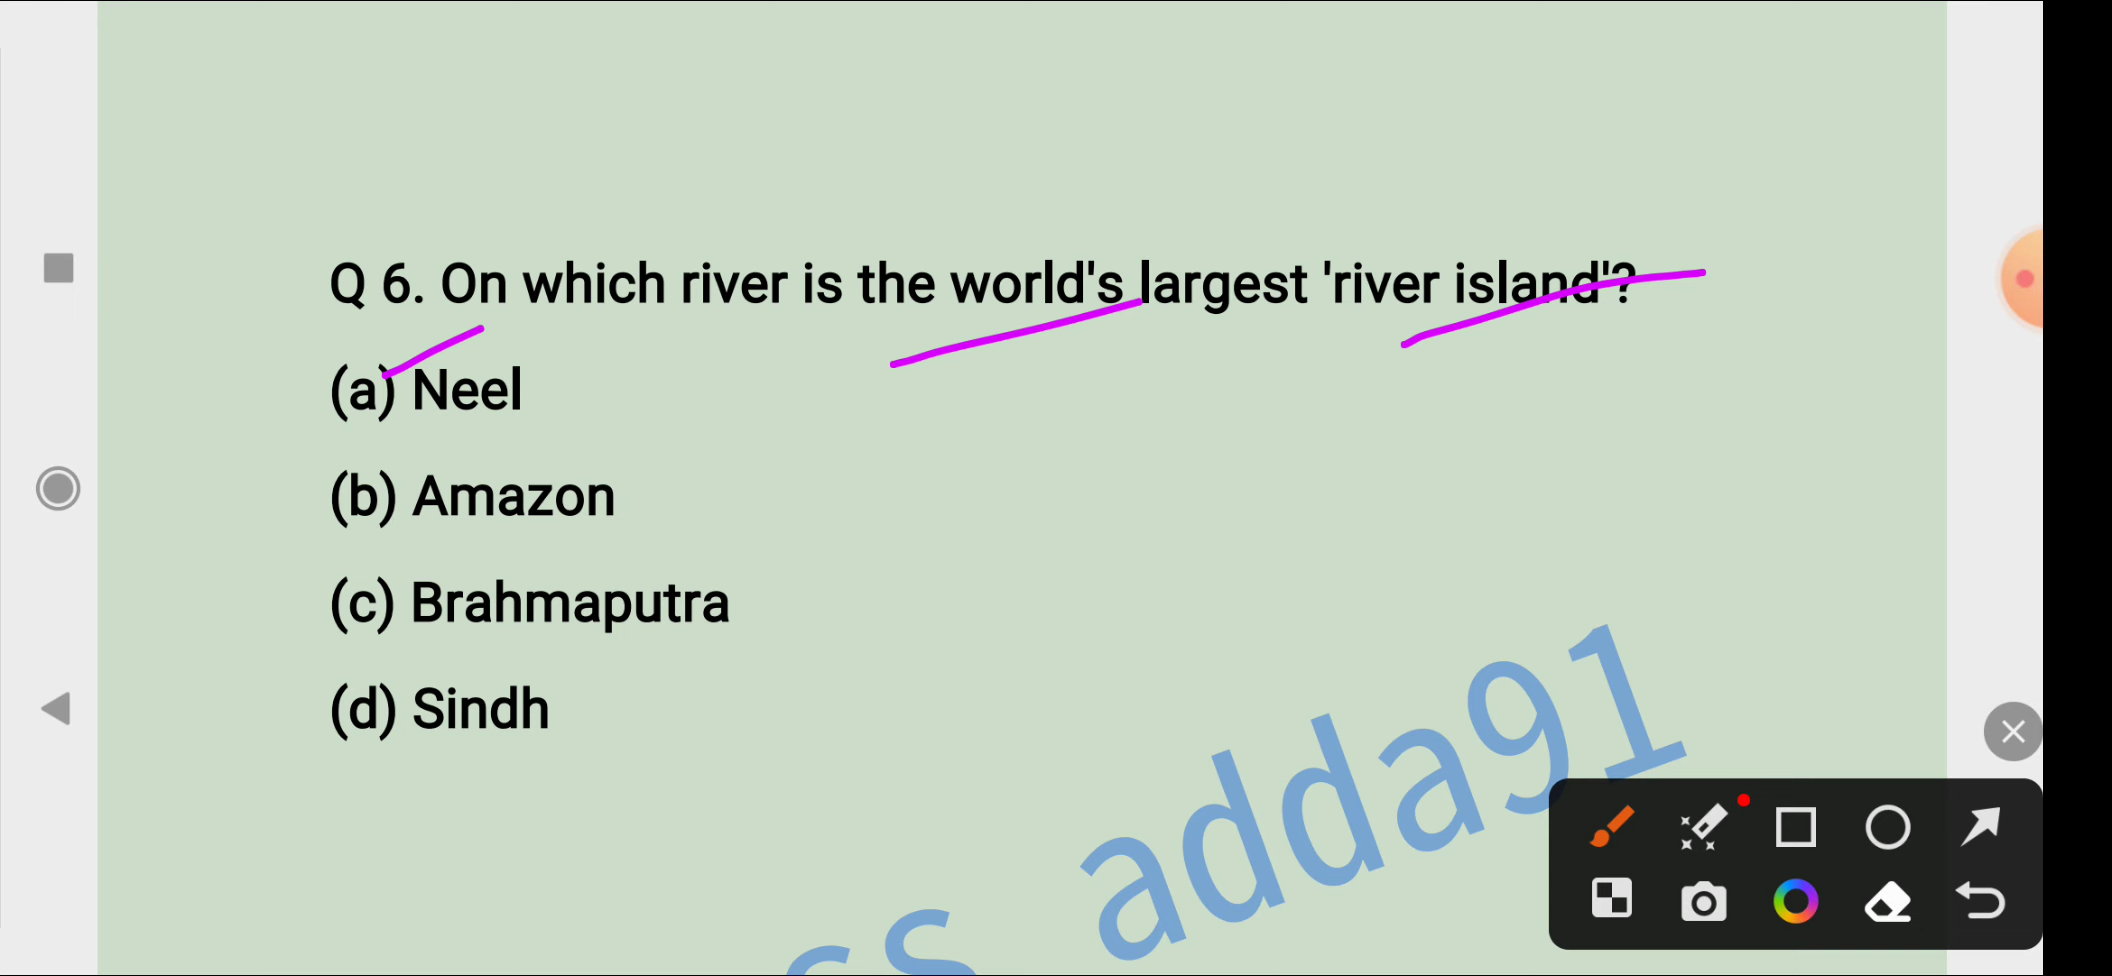 Q 6. On which river is the world's largest 'river island'?
(a) Neel
(b) Amazon
(c) Brahmaputra
(d) Sindh
adda91